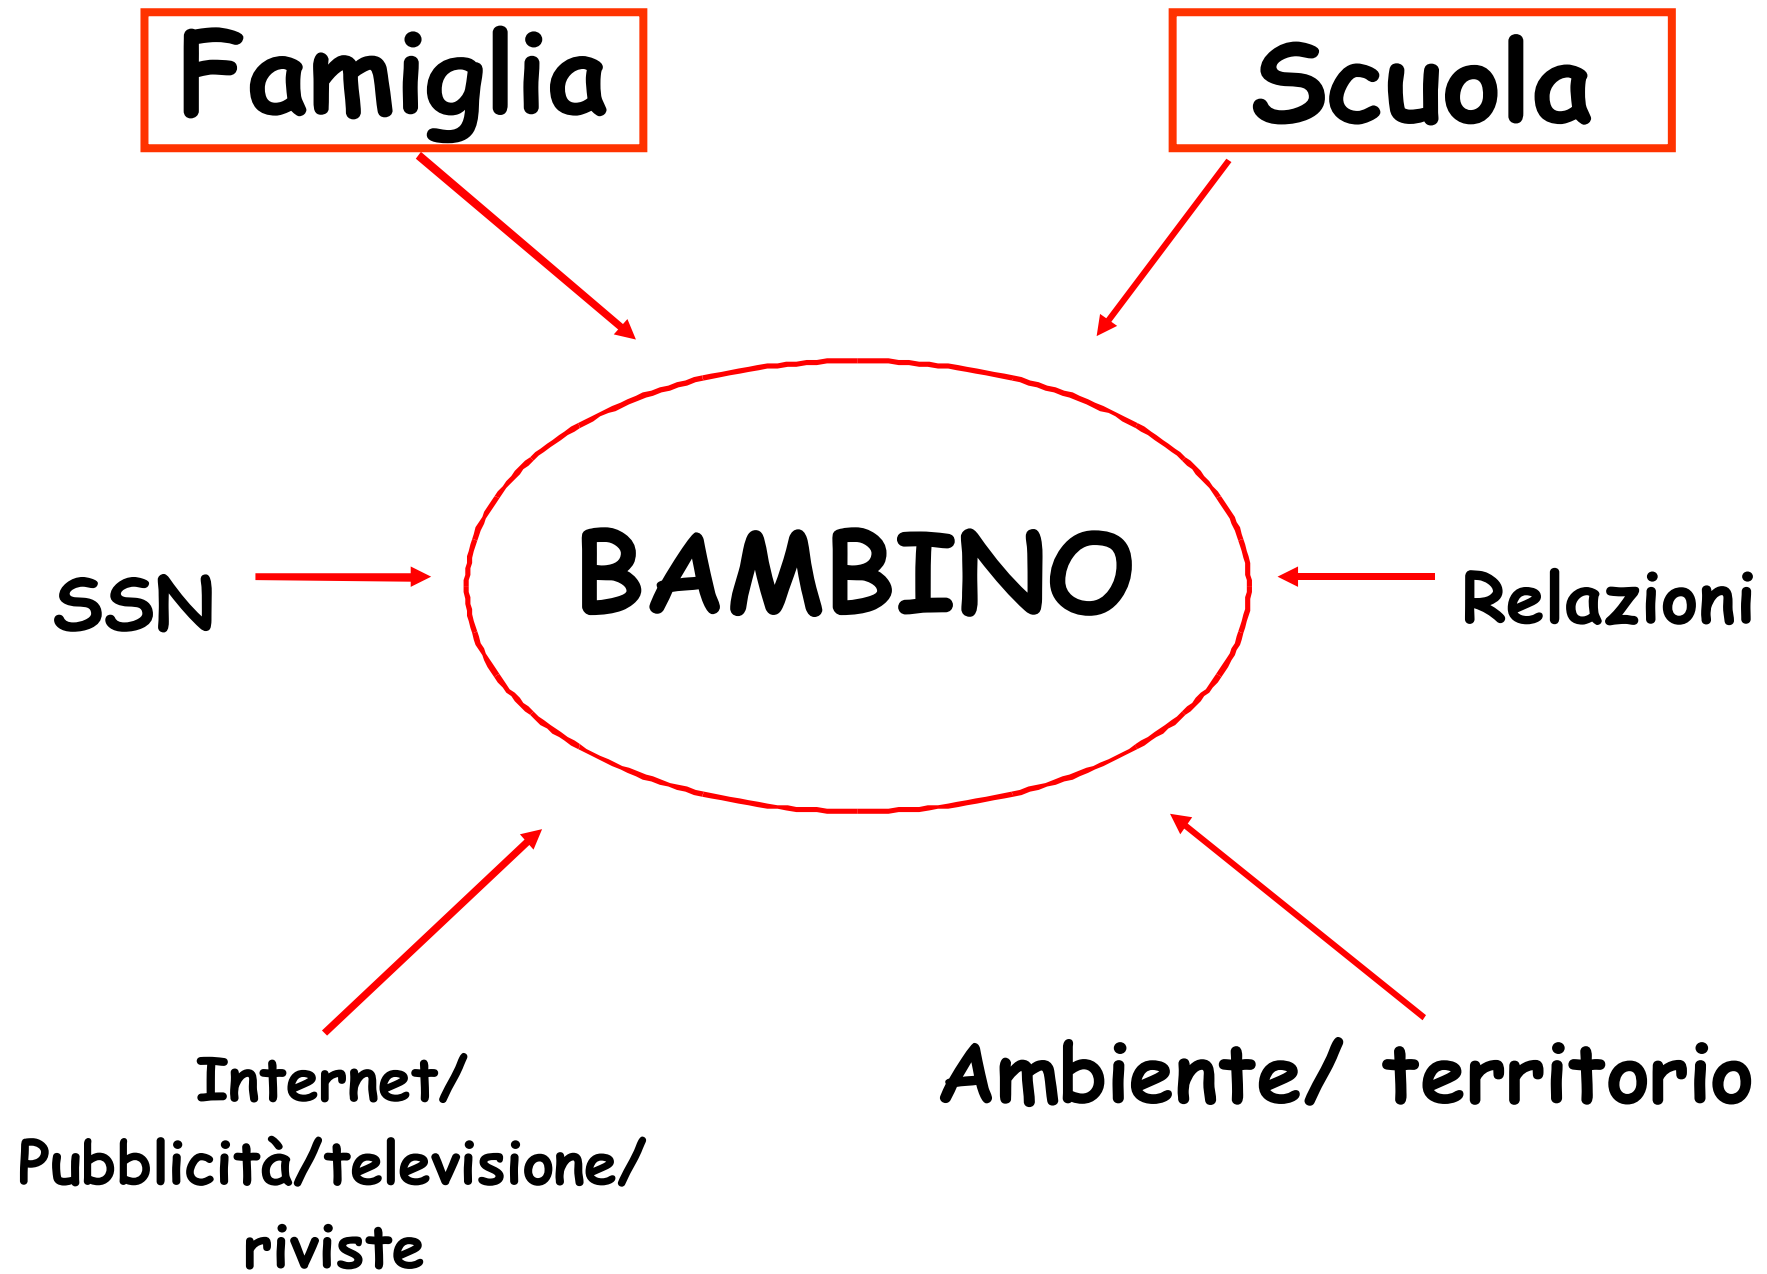 Famiglia
Scuola
BAMBINO
SSN
Relazioni
Internet/
Pubblicità/televisione/
riviste
Ambiente/ territorio